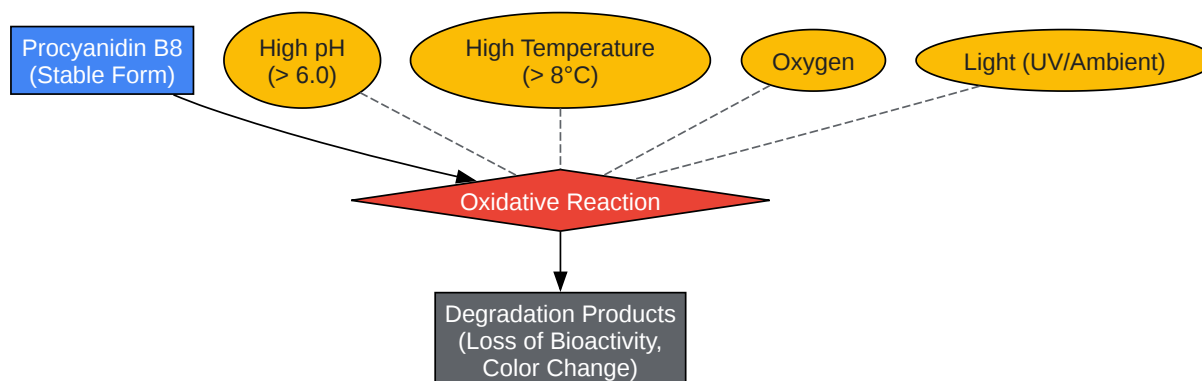 Procyanidin B8
(Stable Form)
High pH
(> 6.0)
High Temperature
(> 8°C)
Oxygen
Light (UV/Ambient)
Oxidative Reaction
Degradation Products
(Loss of Bioactivity,
Color Change)